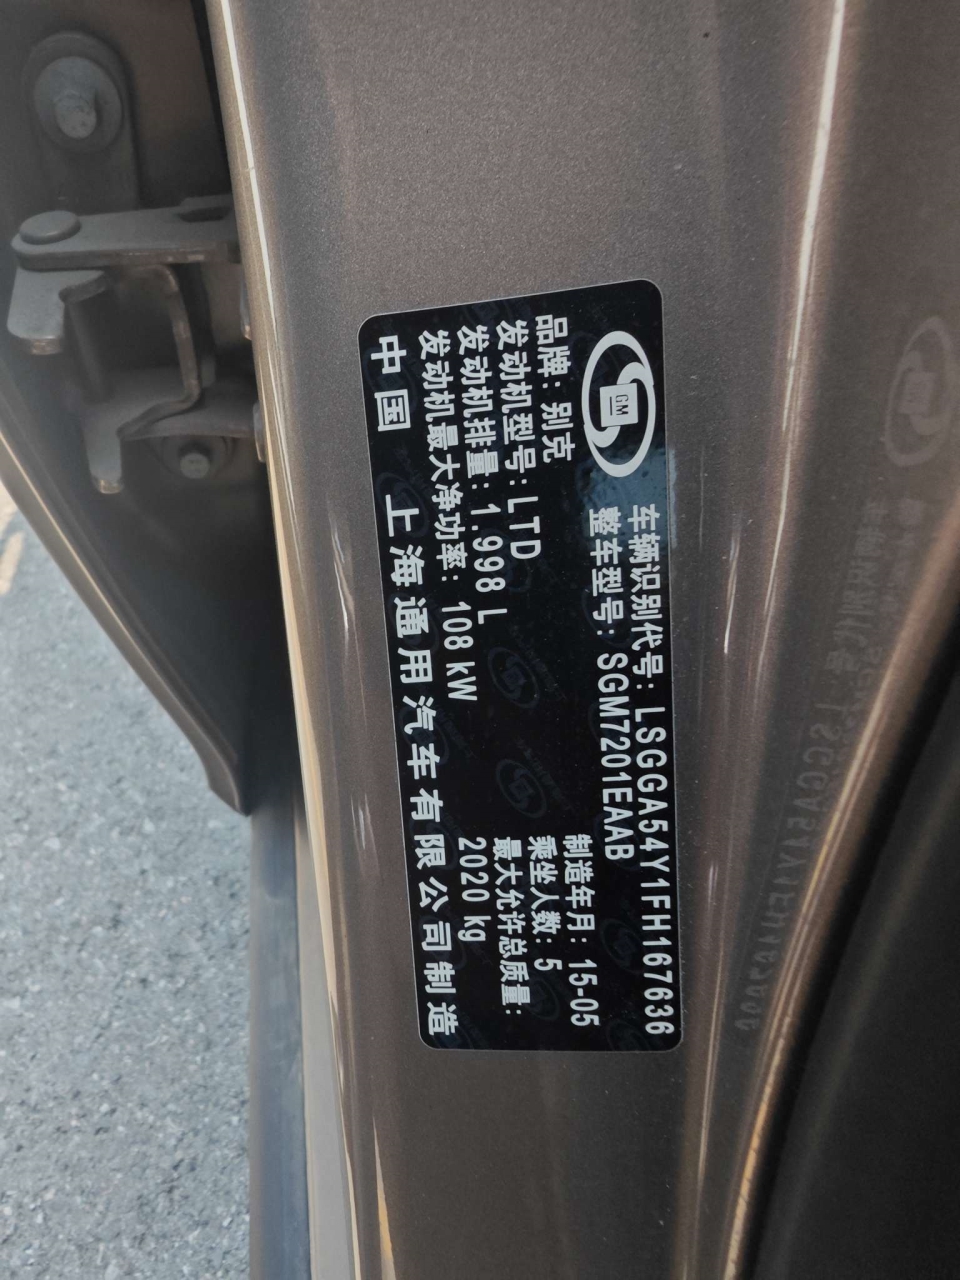 GM
车辆识别代号: LSGGA54Y1FH167636
整车型号: SGM7201EAAB
品牌: 别克
制造年月: 15-05
发动机型号: LTD
乘坐人数: 5
发动机排量: 1.998 L
最大允许总质量:
2020 kg
发动机最大净功率: 108 kW
中国 上海通用汽车有限公司制造